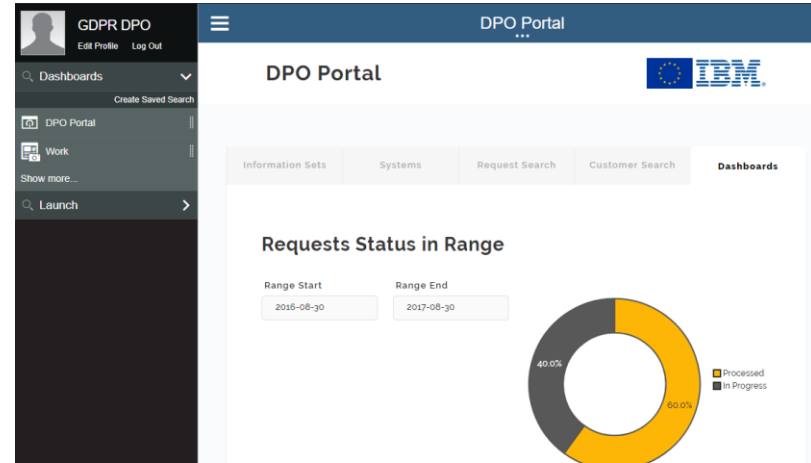 GDPR DPO
Edit Profile Log Out
Dashboards
Create Saved Search
DPO Portal
Work
Show more...
Launch
DPO Portal
DPO Portal
IBM.
Information Sets Systems Request Search Customer Search Dashboards
Requests Status in Range
Range Start Range End
2016-08-30 2017-08-30
40.0%
60.0%
Processed
In Progress